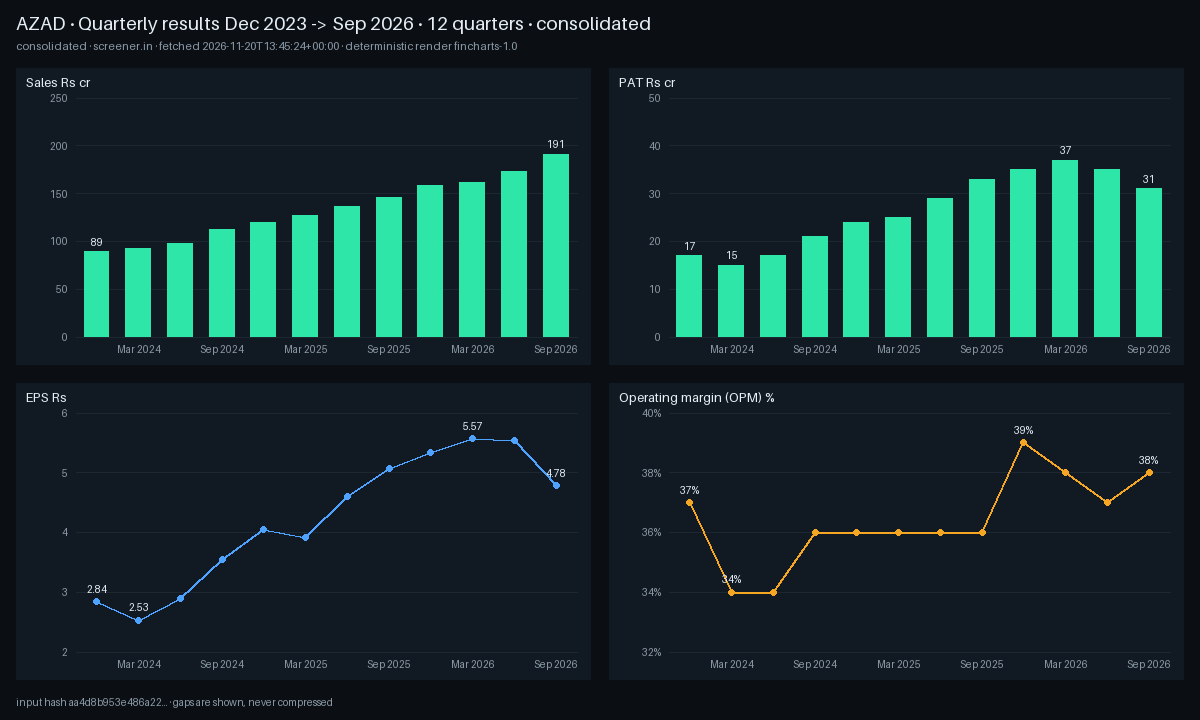 AZAD · Quarterly results Dec 2023 -> Sep 2026 · 12 quarters · consolidated
consolidated · screener.in · fetched 2026-11-20T13:45:24+00:00 · deterministic render fincharts-1.0
Sales Rs cr
250
200
150
100
50
0
89
191
Mar 2024
Sep 2024
Mar 2025
Sep 2025
Mar 2026
Sep 2026
PAT Rs cr
50
40
30
20
10
0
17
15
37
31
Mar 2024
Sep 2024
Mar 2025
Sep 2025
Mar 2026
Sep 2026
EPS Rs
6
5
4
3
2
2.84
2.53
5.57
4.78
Mar 2024
Sep 2024
Mar 2025
Sep 2025
Mar 2026
Sep 2026
Operating margin (OPM) %
40%
38%
36%
34%
32%
37%
34%
39%
38%
Mar 2024
Sep 2024
Mar 2025
Sep 2025
Mar 2026
Sep 2026
input hash aa4d8b953e486a22… · gaps are shown, never compressed